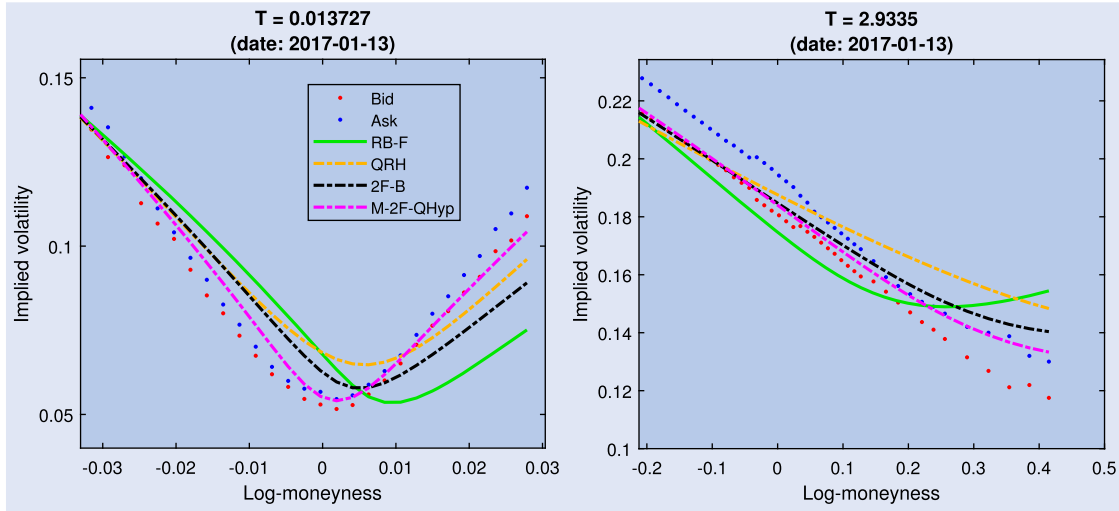 T = 0.013727
(date: 2017-01-13)
0.15
0.1
0.05
Implied volatility
-0.03
-0.02
-0.01
0
0.01
0.02
0.03
Log-moneyness
Bid
Ask
RB-F
QRH
2F-B
M-2F-QHyp
T = 2.9335
(date: 2017-01-13)
0.22
0.2
0.18
0.16
0.14
0.12
0.1
Implied volatility
-0.2
-0.1
0
0.1
0.2
0.3
0.4
0.5
Log-moneyness